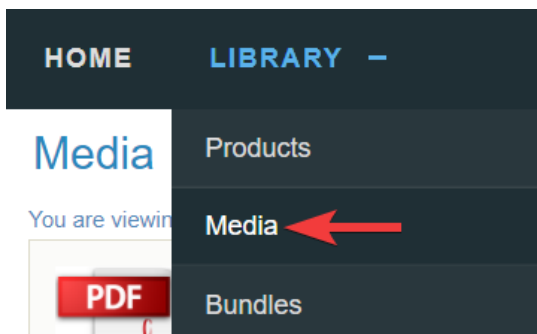 HOME LIBRARY –
Media
Products
You are viewin
Media
PDF
Bundles